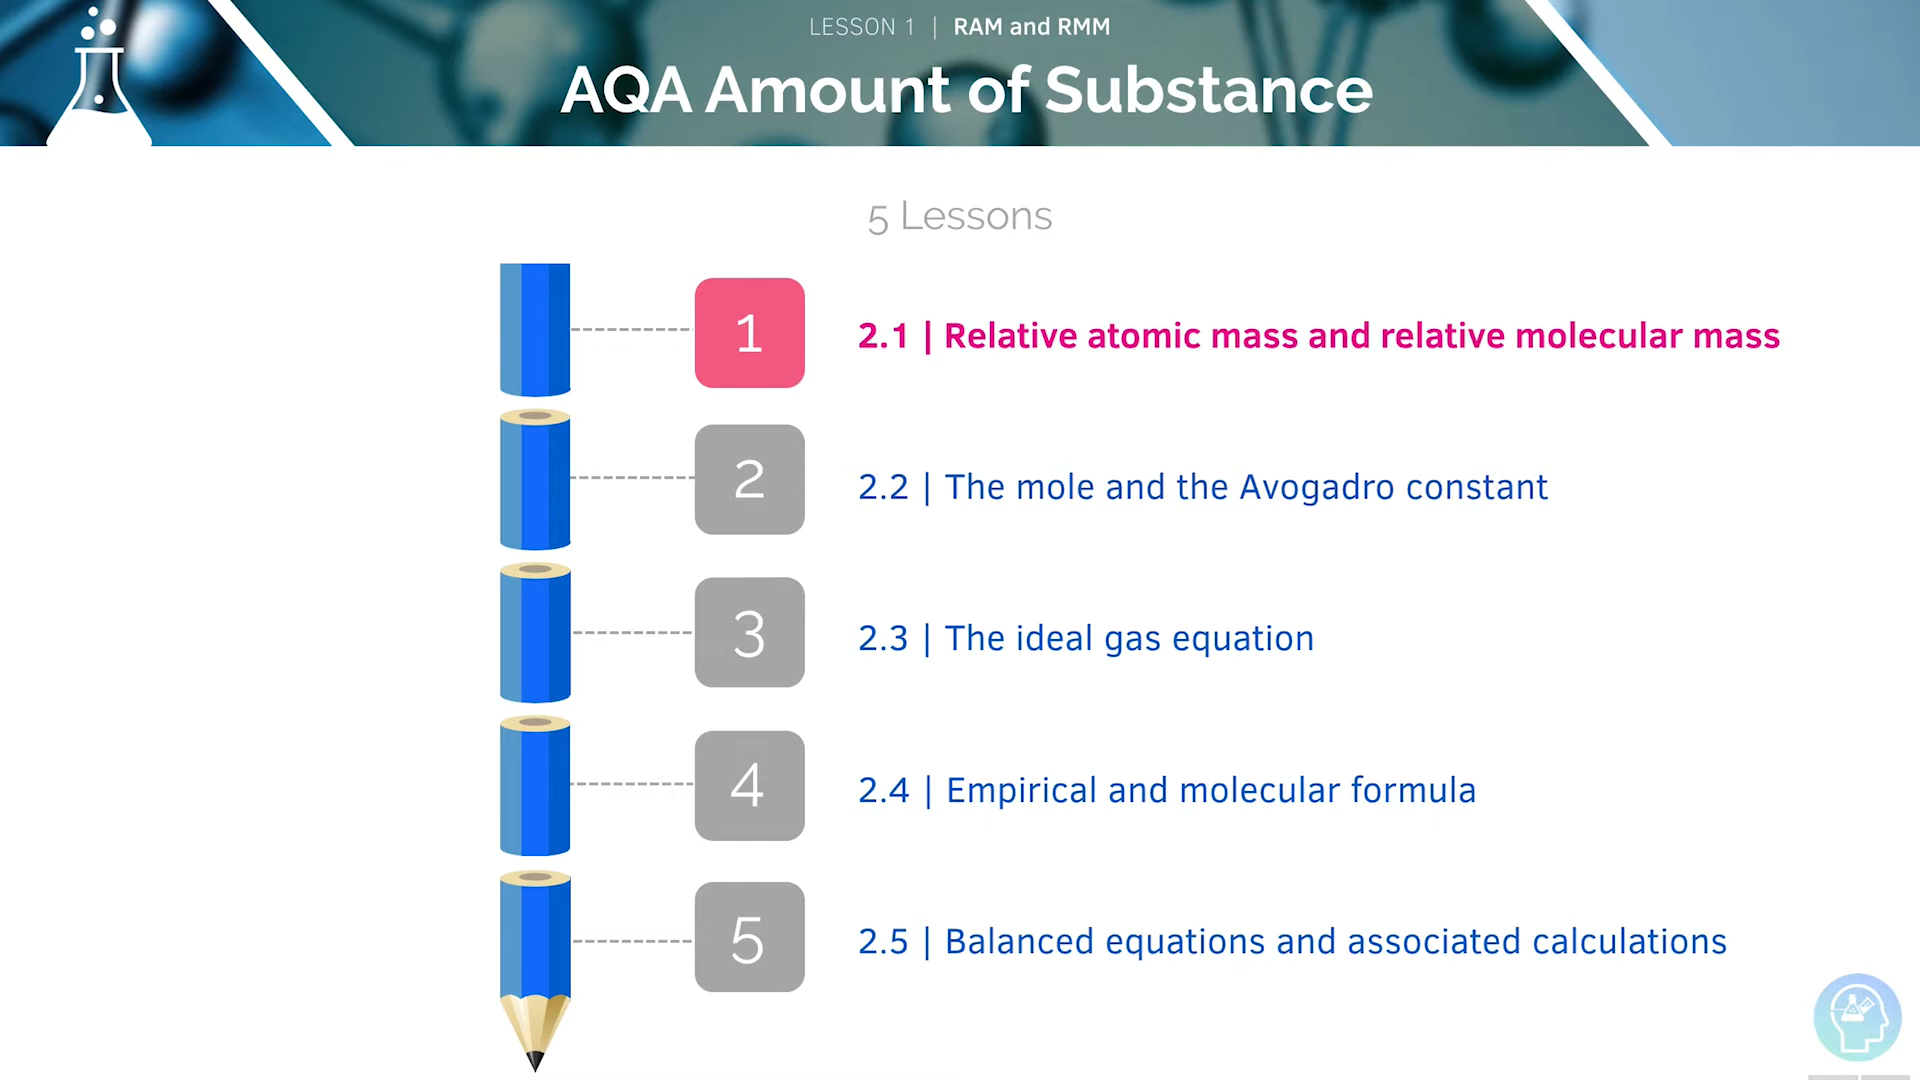 LESSON 1 | RAM and RMM
AQA Amount of Substance
5 Lessons
1
2.1 | Relative atomic mass and relative molecular mass
2
2.2 | The mole and the Avogadro constant
3
2.3 | The ideal gas equation
4
2.4 | Empirical and molecular formula
5
2.5 | Balanced equations and associated calculations